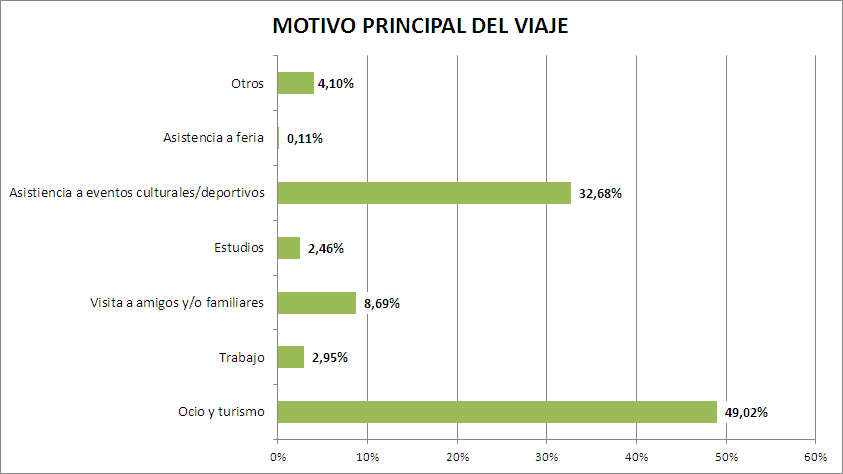 MOTIVO PRINCIPAL DEL VIAJE
Otros 4,10%
Asistencia a feria 0,11%
Asistiencia a eventos culturales/deportivos 32,68%
Estudios 2,46%
Visita a amigos y/o familiares 8,69%
Trabajo 2,95%
Ocio y turismo 49,02%
0% 10% 20% 30% 40% 50% 60%